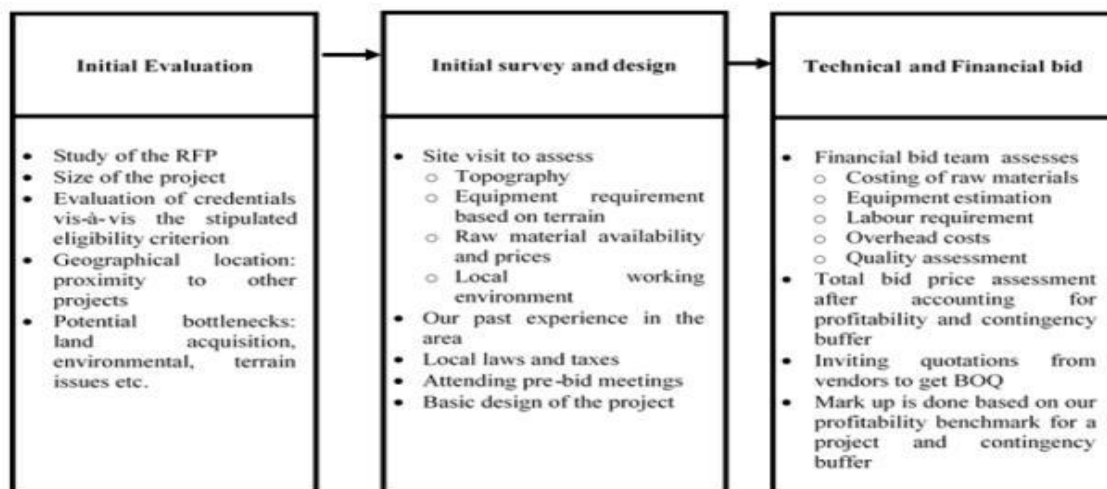 Initial Evaluation
• Study of the RFP
• Size of the project
• Evaluation of credentials
vis-à-vis the stipulated
eligibility criterion
• Geographical location:
proximity to other
projects
• Potential bottlenecks:
land acquisition,
environmental, terrain
issues etc.
Initial survey and design
• Site visit to assess
o Topography
o Equipment requirement
based on terrain
o Raw material availability
and prices
o Local working
environment
• Our past experience in the
area
• Local laws and taxes
• Attending pre-bid meetings
• Basic design of the project
Technical and Financial bid
• Financial bid team assesses
o Costing of raw materials
o Equipment estimation
o Labour requirement
o Overhead costs
o Quality assessment
• Total bid price assessment
after accounting for
profitability and contingency
buffer
• Inviting quotations from
vendors to get BOQ
• Mark up is done based on our
profitability benchmark for a
project and contingency
buffer